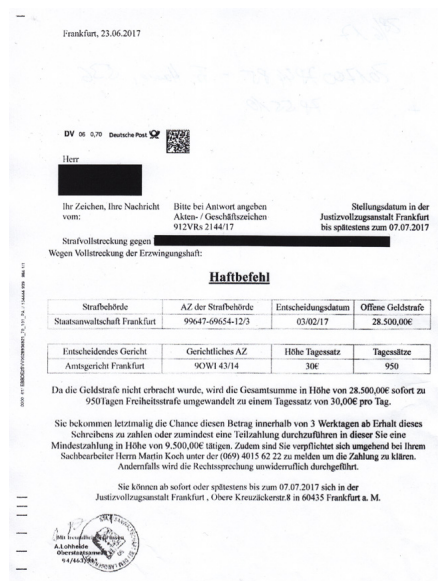 Frankfurt, 23.06.2017
DV 06 0,70 Deutsche Post
Herr
Ihr Zeichen, Ihre Nachricht vom:
Bitte bei Antwort angeben
Akten- / Geschäftszeichen
912VRs 2144/17
Stellungsdatum in der
Justizvollzugsanstalt Frankfurt
bis spätestens zum 07.07.2017
Strafvollstreckung gegen
Wegen Vollstreckung der Erzwingungshaft:
Haftbefehl
Strafbehörde AZ der Strafbehörde Entscheidungsdatum Offene Geldstrafe
Staatsanwaltschaft Frankfurt 99647-69654-12/3 03/02/17 28.500,00€
Entscheidendes Gericht Gerichtliches AZ Höhe Tagessatz Tagessätze
Amtsgericht Frankfurt 9OWI 43/14 30€ 950
Da die Geldstrafe nicht erbracht wurde, wird die Gesamtsumme in Höhe von 28.500,00€ sofort zu
950Tagen Freiheitsstrafe umgewandelt zu einem Tagessatz von 30,00€ pro Tag.
Sie bekommen letztmalig die Chance diesen Betrag innerhalb von 3 Werktagen ab Erhalt dieses
Schreibens zu zahlen oder zumindest eine Teilzahlung durchzuführen in dieser Sie eine
Mindestzahlung in Höhe von 9.500,00€ tätigen. Zudem sind Sie verpflichtet sich umgehend bei Ihrem
Sachbearbeiter Herrn Martin Koch unter der (069) 4015 62 22 zu melden um die Zahlung zu klären.
Andernfalls wird die Rechtssprechung unwiderruflich durchgeführt.
Sie können ab sofort oder spätestens bis zum 07.07.2017 sich in der
Justizvollzugsanstalt Frankfurt , Obere Kreuzäckerstr.8 in 60435 Frankfurt a. M.
A.Lohheide